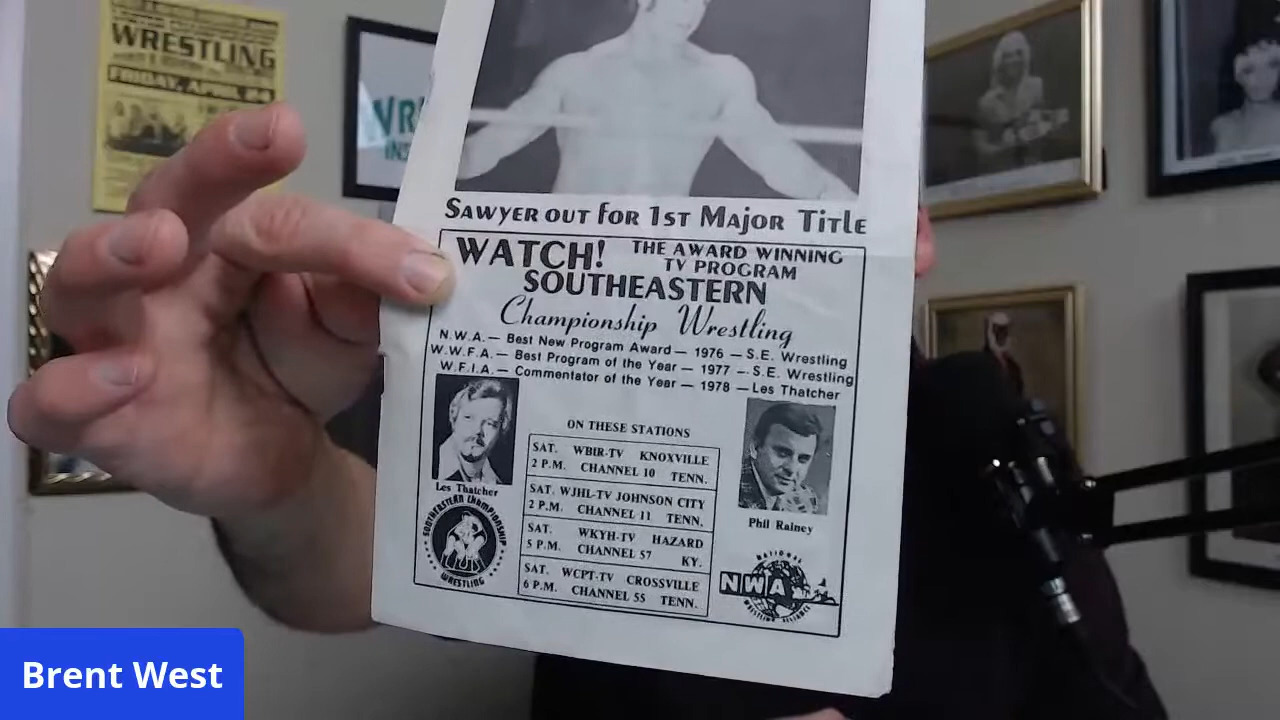 WRESTLING
FRIDAY, APRIL 24
SAWYER OUT FOR 1ST MAJOR TITLE
WATCH! THE AWARD WINNING
TV PROGRAM
SOUTHEASTERN
Championship Wrestling
N.W.A.— Best New Program Award— 1976 — S.E. Wrestling
W.W.F.A. — Best Program of the Year — 1977 — S.E. Wrestling
W.F.I.A. — Commentator of the Year — 1978 — Les Thatcher
ON THESE STATIONS
SAT. WBIR-TV KNOXVILLE
2 P.M. CHANNEL 10 TENN.
SAT. WJHL-TV JOHNSON CITY
2 P.M. CHANNEL 11 TENN.
SAT. WKYH-TV HAZARD
5 P.M. CHANNEL 57 KY.
SAT. WCPT-TV CROSSVILLE
6 P.M. CHANNEL 55 TENN.
Les Thatcher
SOUTHEASTERN CHAMPIONSHIP
WRESTLING
Phil Rainey
NATIONAL
NWA
WRESTLING ALLIANCE
Brent West